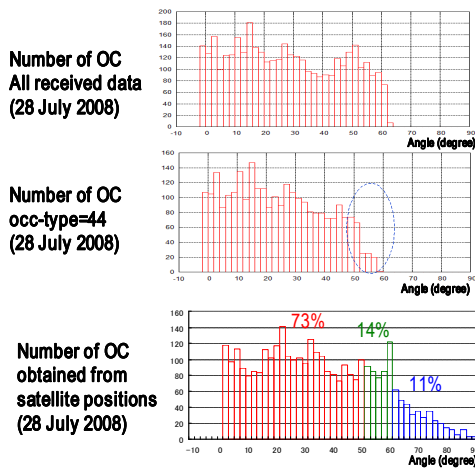 Number of OC
All received data
(28 July 2008)
200
180
160
140
120
100
80
60
40
20
0
-10 0 10 20 30 40 50 60 70 80 90
Angle (degree)
Number of OC
occ-type=44
(28 July 2008)
160
140
120
100
80
60
40
20
0
-10 0 10 20 30 40 50 60 70 80 90
Angle (degree)
Number of OC
obtained from
satellite positions
(28 July 2008)
73%
14%
11%
160
140
120
100
80
60
40
20
0
-10 0 10 20 30 40 50 60 70 80 90
Angle (degree)